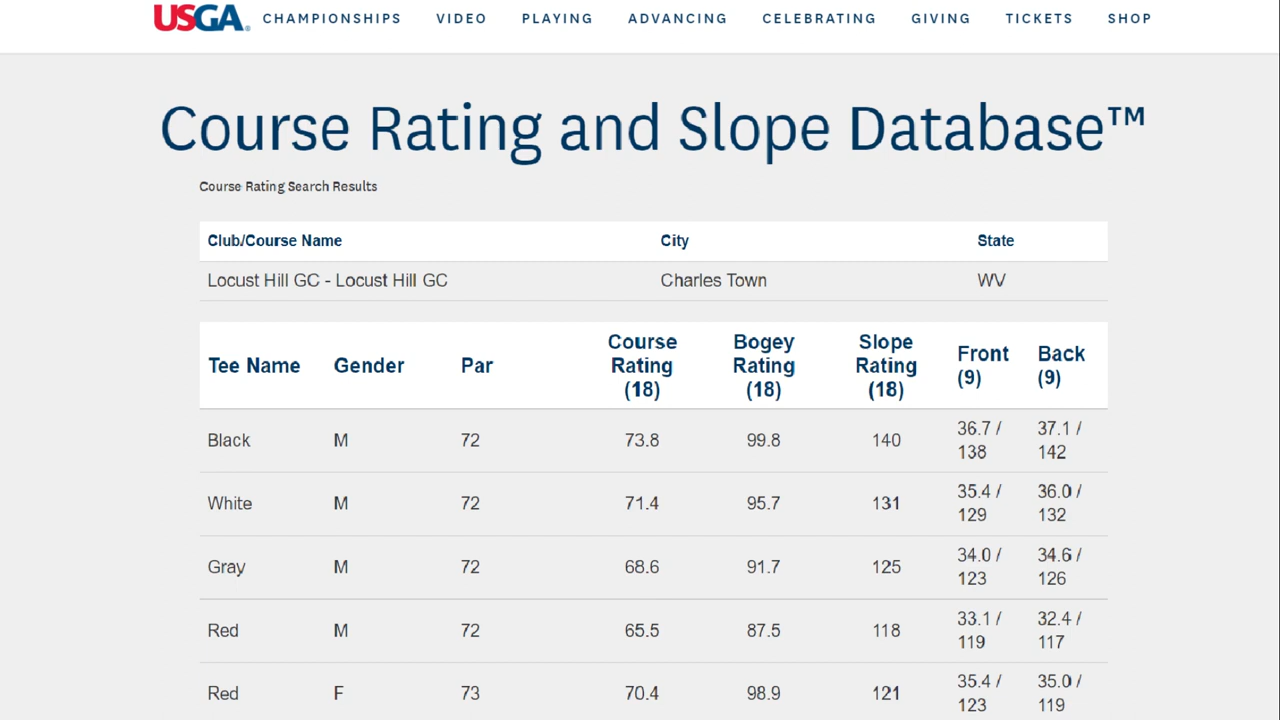 USGA. CHAMPIONSHIPS VIDEO PLAYING ADVANCING CELEBRATING GIVING TICKETS SHOP
Course Rating and Slope Database™
Course Rating Search Results
Club/Course Name City State
Locust Hill GC - Locust Hill GC Charles Town WV
Tee Name Gender Par Course Rating (18) Bogey Rating (18) Slope Rating (18) Front (9) Back (9)
Black M 72 73.8 99.8 140 36.7 / 138 37.1 / 142
White M 72 71.4 95.7 131 35.4 / 129 36.0 / 132
Gray M 72 68.6 91.7 125 34.0 / 123 34.6 / 126
Red M 72 65.5 87.5 118 33.1 / 119 32.4 / 117
Red F 73 70.4 98.9 121 35.4 / 123 35.0 / 119